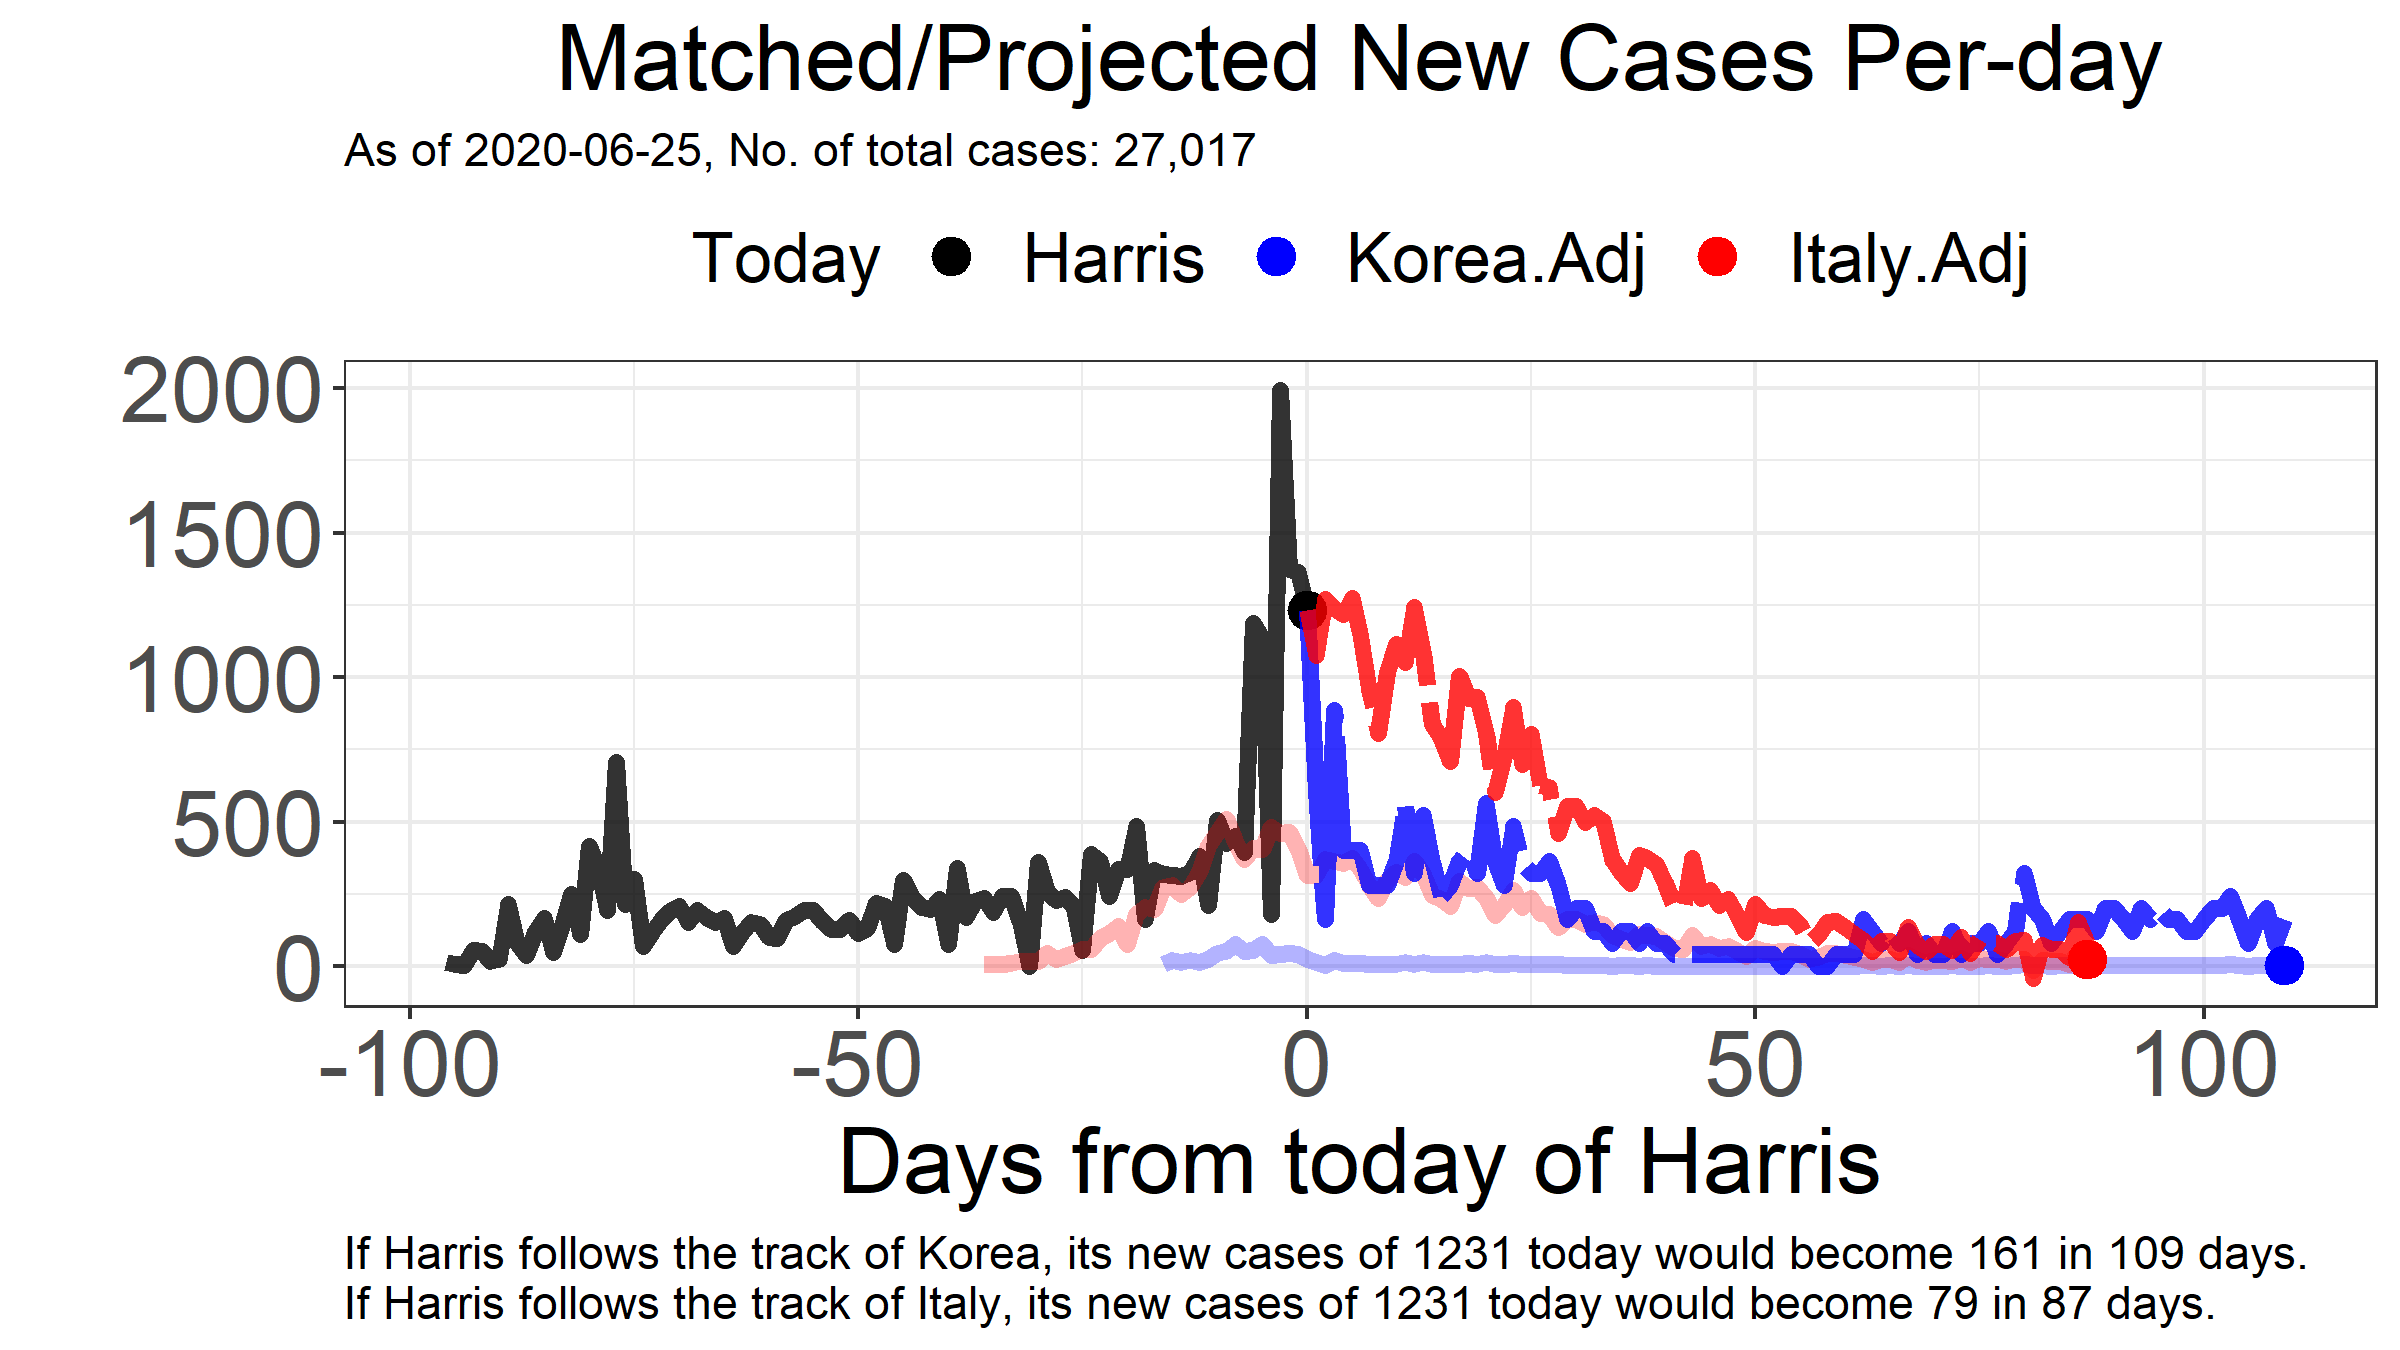 Matched/Projected New Cases Per-day
As of 2020-06-25, No. of total cases: 27,017
Today Harris Korea.Adj Italy.Adj
2000
1500
1000
500
0
-100 -50 0 50 100
Days from today of Harris
If Harris follows the track of Korea, its new cases of 1231 today would become 161 in 109 days.
If Harris follows the track of Italy, its new cases of 1231 today would become 79 in 87 days.